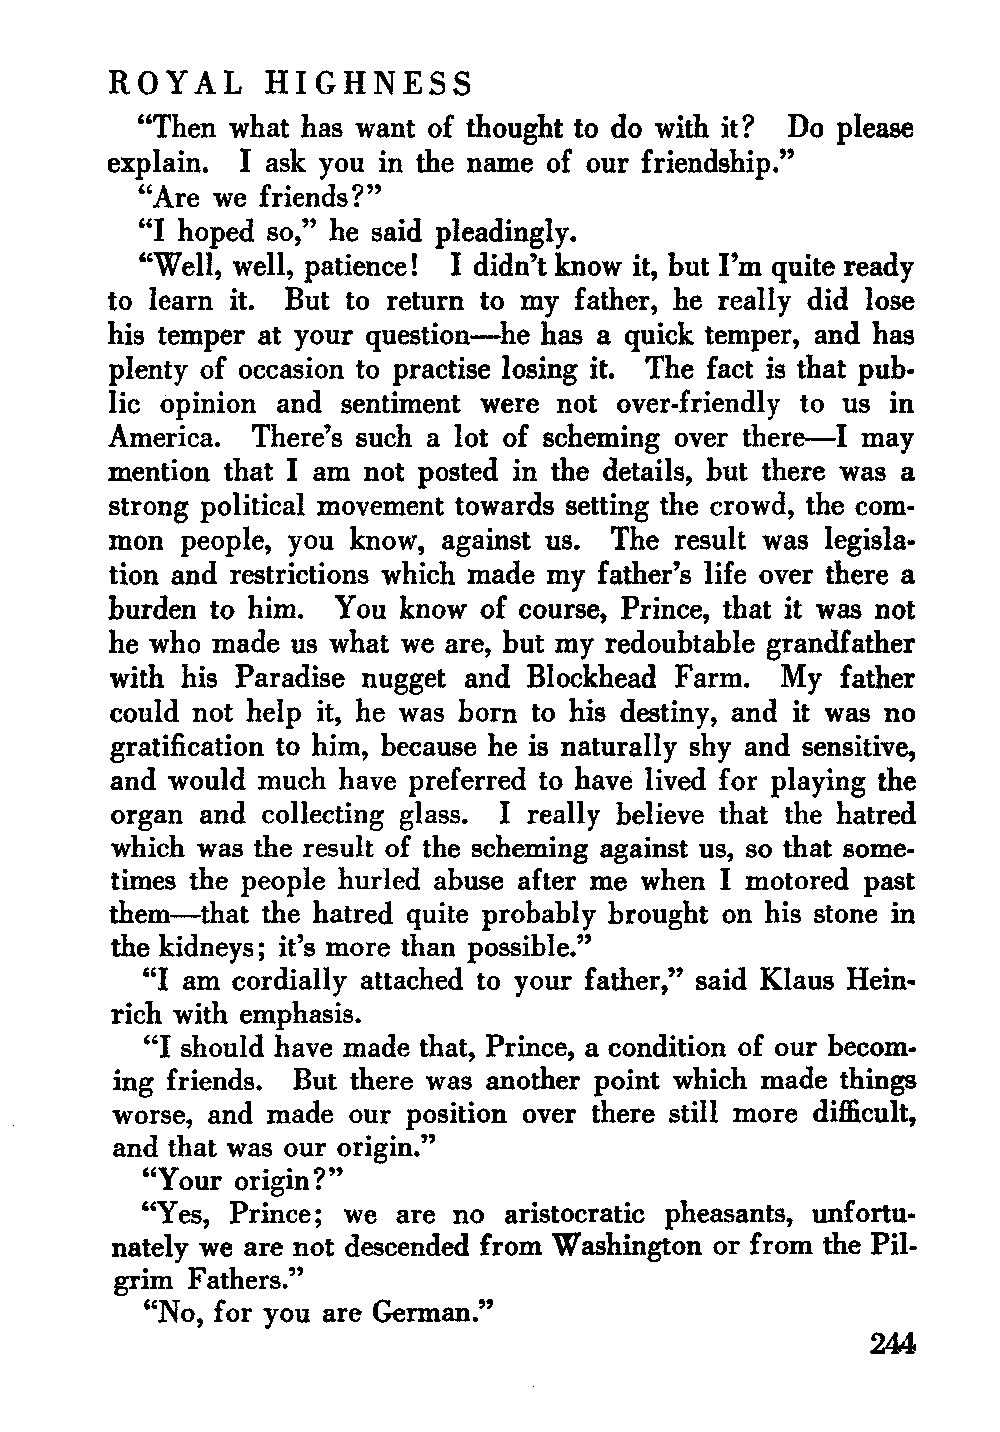 ROYAL HIGHNESS
“Then what has want of thought to do with it? Do please
explain. I ask you in the name of our friendship.”
“Are we friends?”
“I hoped so,” he said pleadingly.
“Well, well, patience! I didn’t know it, but I’m quite ready
to learn it. But to return to my father, he really did lose
his temper at your question—he has a quick temper, and has
plenty of occasion to practise losing it. The fact is that pub-
lic opinion and sentiment were not over-friendly to us in
America. There’s such a lot of scheming over there—I may
mention that I am not posted in the details, but there was a
strong political movement towards setting the crowd, the com-
mon people, you know, against us. The result was legisla-
tion and restrictions which made my father’s life over there a
burden to him. You know of course, Prince, that it was not
he who made us what we are, but my redoubtable grandfather
with his Paradise nugget and Blockhead Farm. My father
could not help it, he was born to his destiny, and it was no
gratification to him, because he is naturally shy and sensitive,
and would much have preferred to have lived for playing the
organ and collecting glass. I really believe that the hatred
which was the result of the scheming against us, so that some-
times the people hurled abuse after me when I motored past
them—that the hatred quite probably brought on his stone in
the kidneys; it’s more than possible.”
“I am cordially attached to your father,” said Klaus Hein-
rich with emphasis.
“I should have made that, Prince, a condition of our becom-
ing friends. But there was another point which made things
worse, and made our position over there still more difficult,
and that was our origin.”
“Your origin?”
“Yes, Prince; we are no aristocratic pheasants, unfortu-
nately we are not descended from Washington or from the Pil-
grim Fathers.”
“No, for you are German.”
244